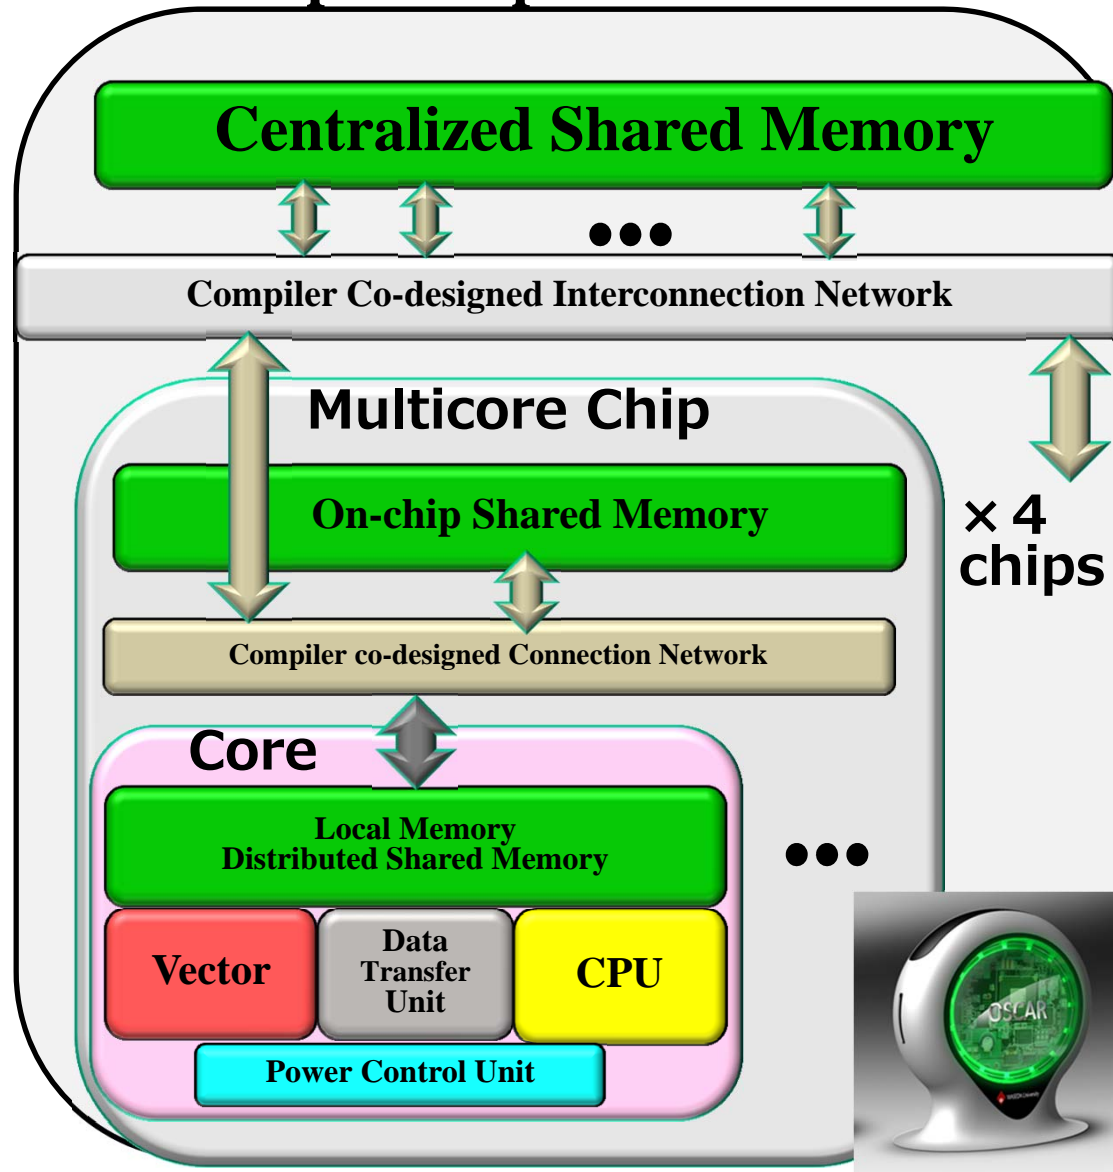 Centralized Shared Memory
Compiler Co-designed Interconnection Network
Multicore Chip
On-chip Shared Memory
× 4
chips
Compiler co-designed Connection Network
Core
Local Memory
Distributed Shared Memory
Vector
Data
Transfer
Unit
CPU
Power Control Unit
OSCAR